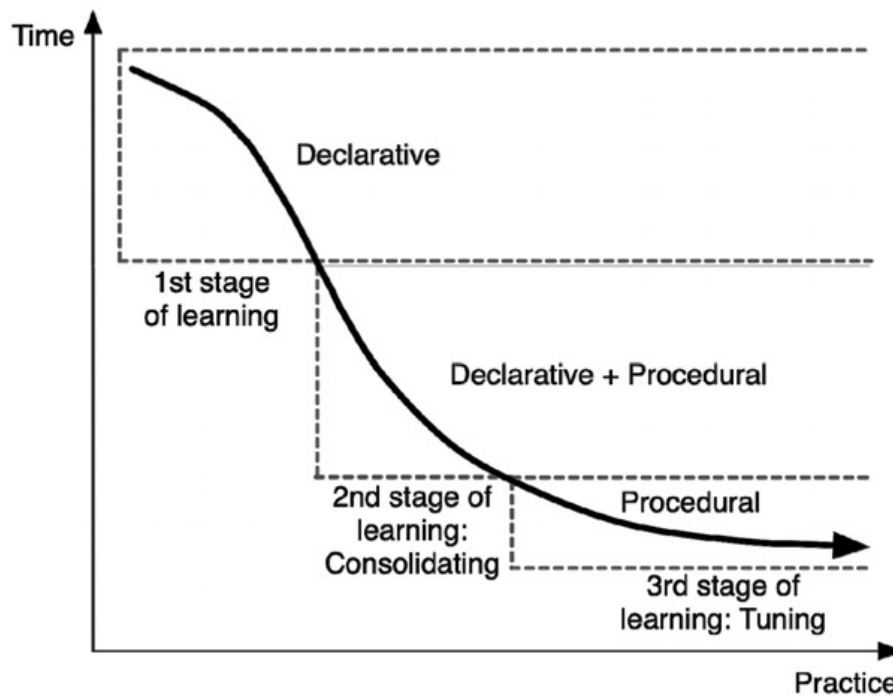 Time
Declarative
1st stage
of learning
Declarative + Procedural
2nd stage of
learning:
Consolidating
Procedural
3rd stage of
learning: Tuning
Practice